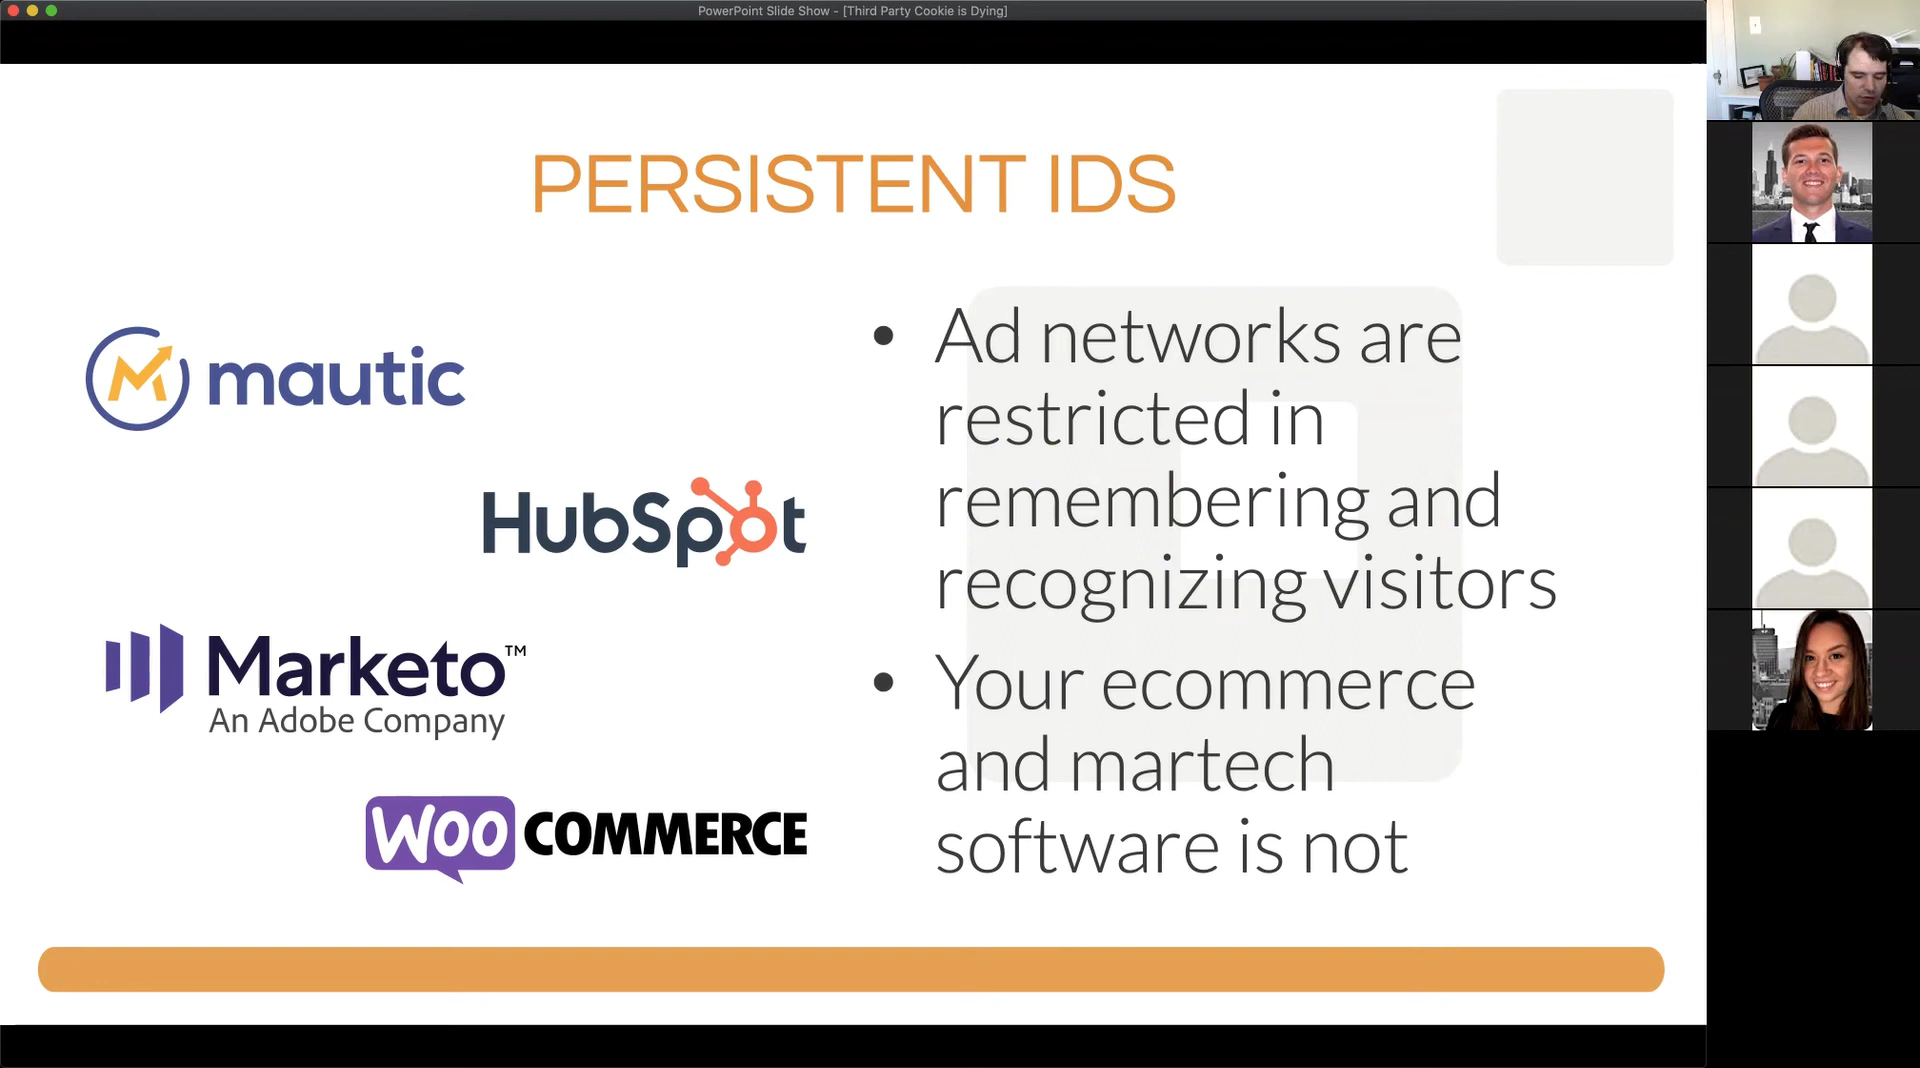 PowerPoint Slide Show - [Third Party Cookie is Dying]
PERSISTENT IDS
mautic
HubSpot
Marketo™
An Adobe Company
WOO COMMERCE
• Ad networks are
restricted in
remembering and
recognizing visitors
• Your ecommerce
and martech
software is not